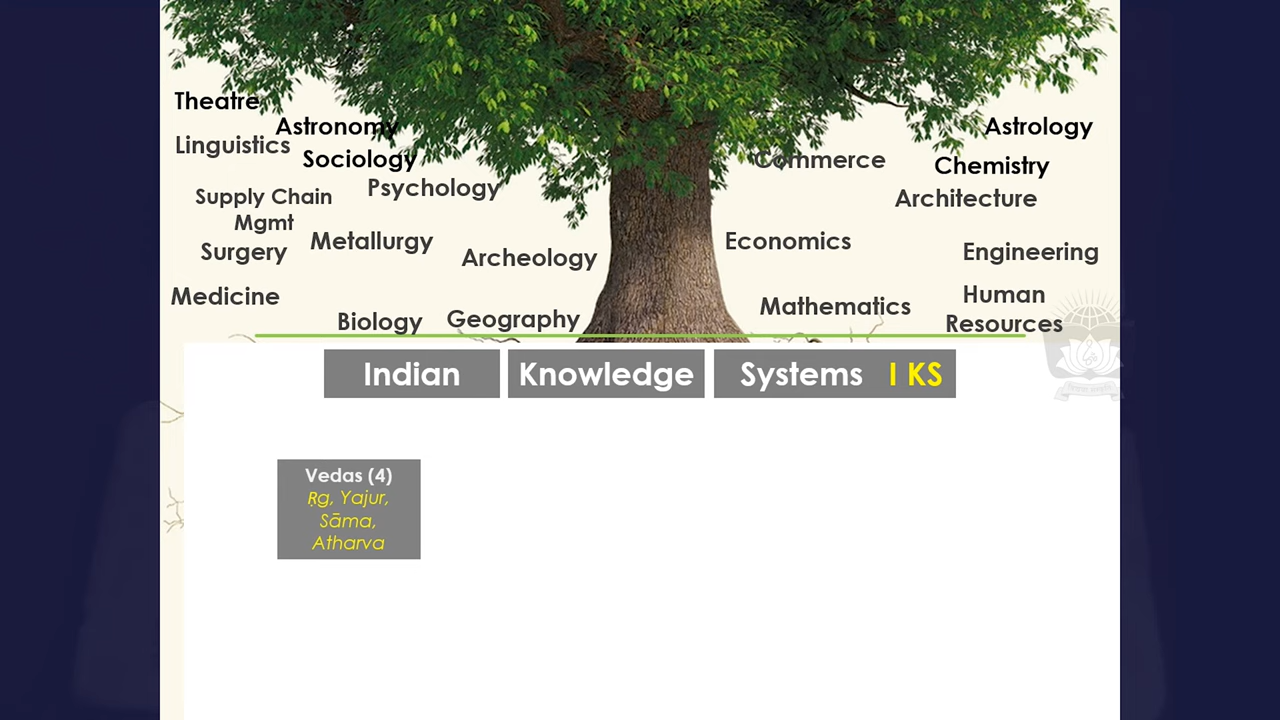 Theatre
Astronomy
Linguistics
Sociology
Psychology
Supply Chain
Mgmt
Surgery
Metallurgy
Archeology
Medicine
Biology
Geography
Astrology
Commerce
Chemistry
Architecture
Economics
Engineering
Mathematics
Human
Resources
Indian Knowledge Systems I KS
Vedas (4)
Ṛg, Yajur,
Sāma,
Atharva